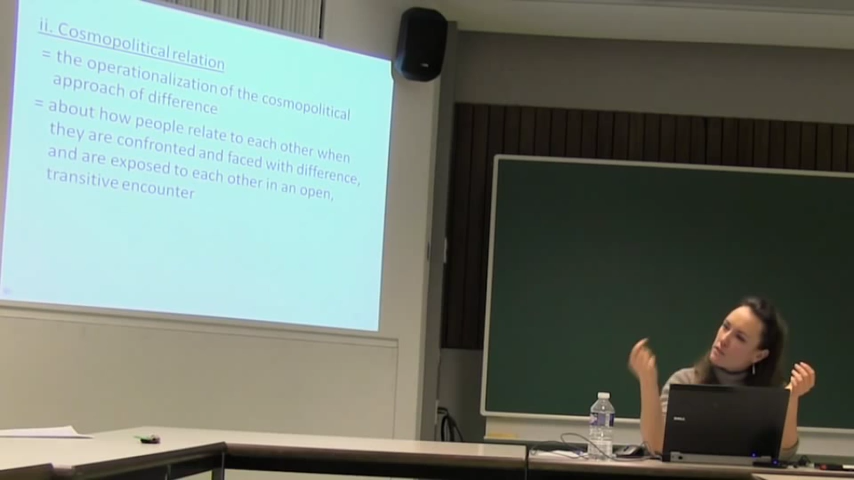 ii. Cosmopolitical relation
= the operationalization of the cosmopolitical
approach of difference
= about how people relate to each other when
they are confronted and faced with difference,
and are exposed to each other in an open,
transitive encounter
DELL